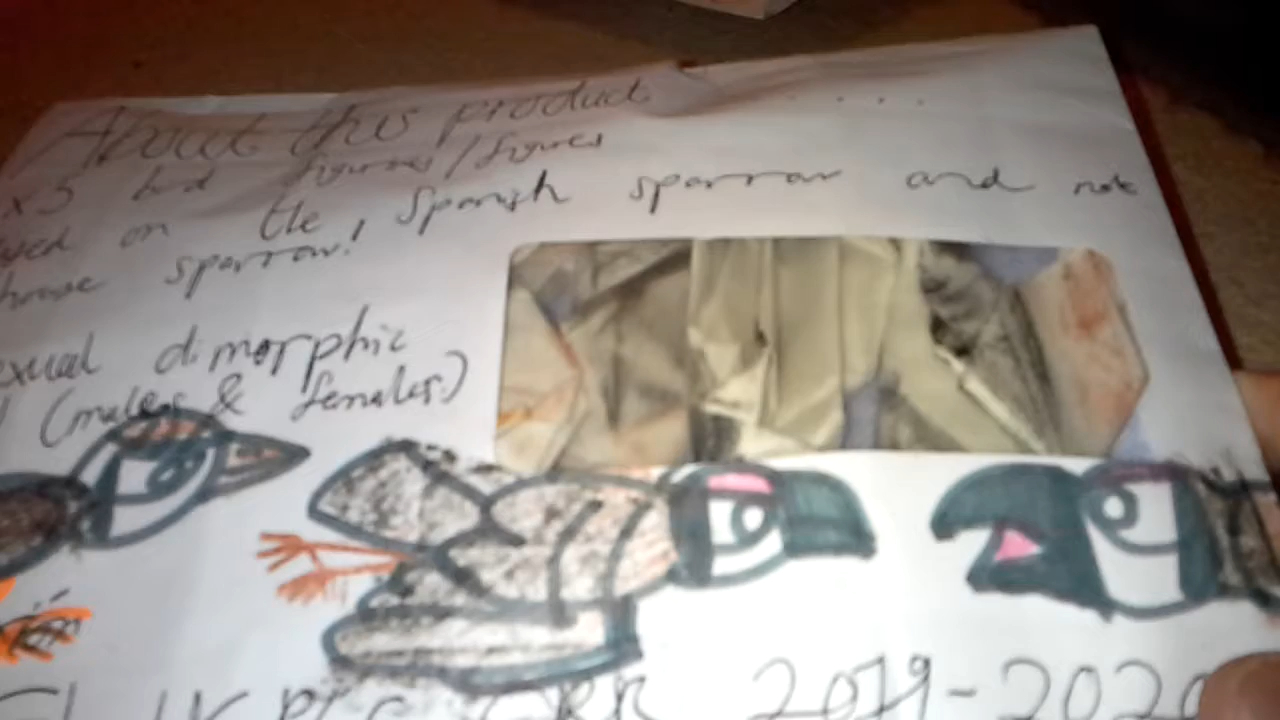 About this product .....
x5 bird figures/figures
on the Spanish sparrow and not
house sparrow!
sexual dimorphic
(males & females)
2019-2020